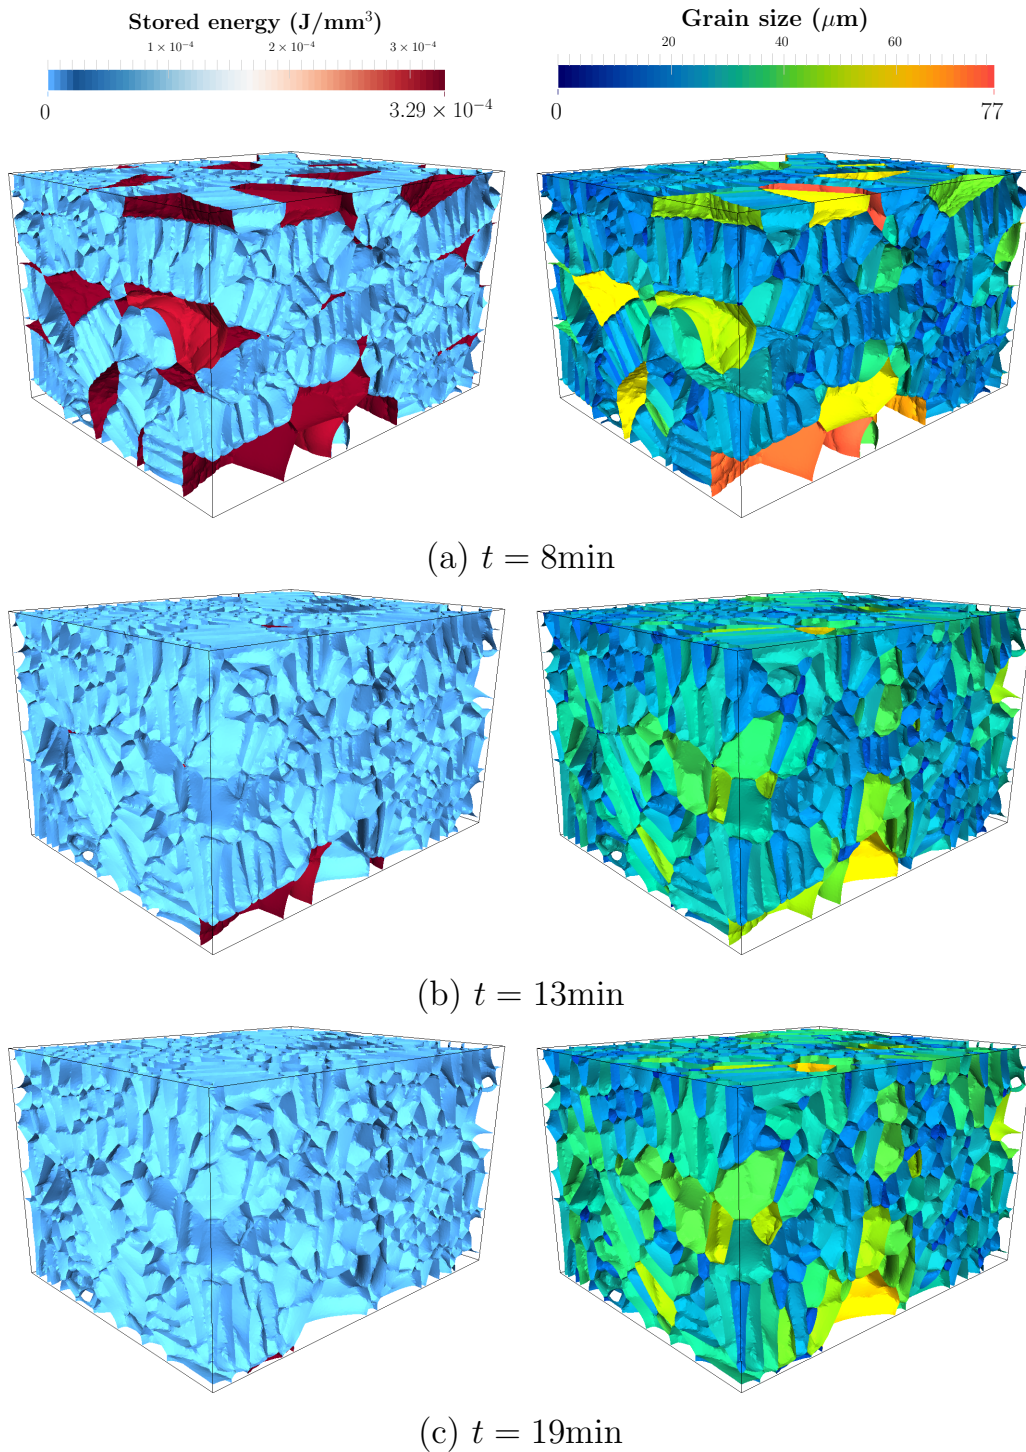 Stored energy (J/mm³)
1×10⁻⁴ 2×10⁻⁴ 3×10⁻⁴
0 3.29 × 10⁻⁴
Grain size (μm)
20 40 60
0 77
(a) t = 8min
(b) t = 13min
(c) t = 19min